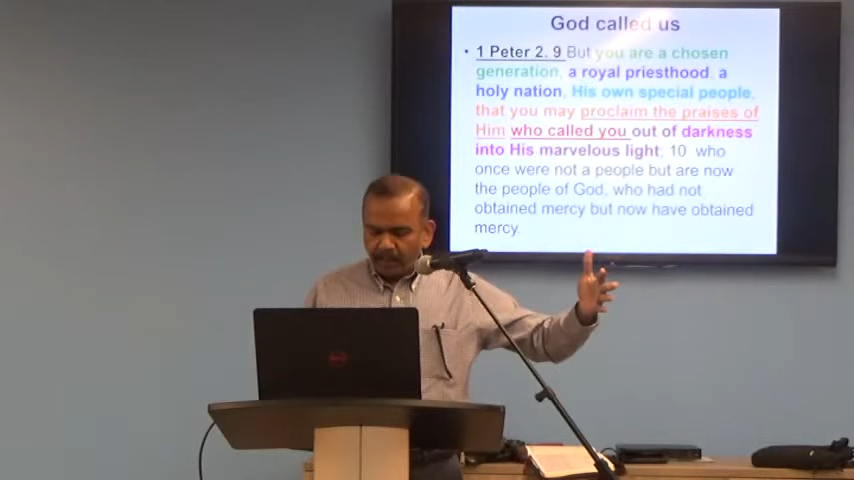 God called us
• 1 Peter 2, 9 But you are a chosen
generation, a royal priesthood, a
holy nation, His own special people,
that you may proclaim the praises of
Him who called you out of darkness
into His marvelous light; 10 who
once were not a people but are now
the people of God, who had not
obtained mercy but now have obtained
mercy.